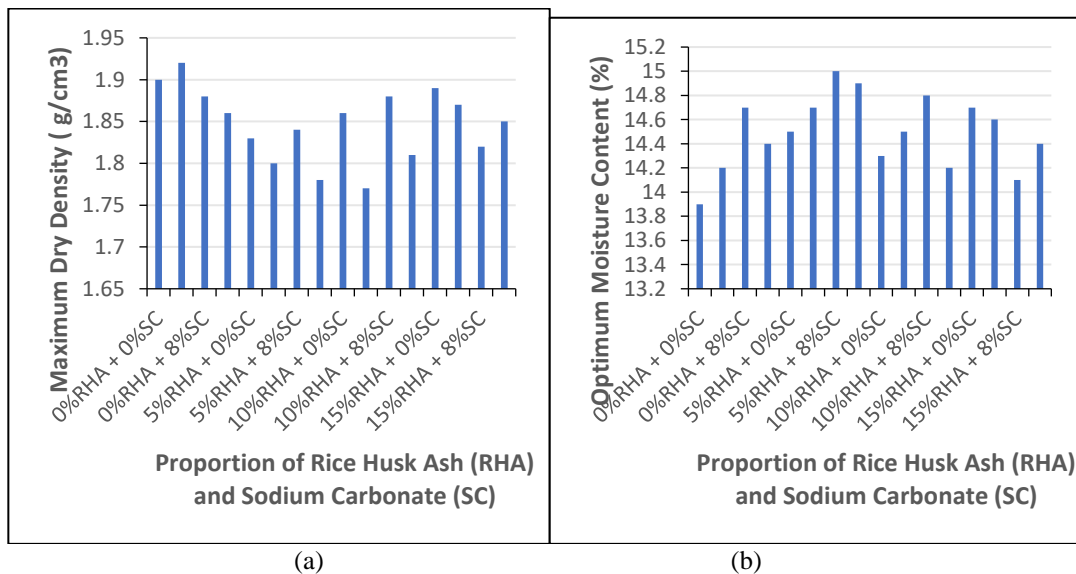 Maximum Dry Density ( g/cm3)
1.95
1.9
1.85
1.8
1.75
1.7
1.65
0%RHA + 0%SC
0%RHA + 8%SC
5%RHA + 0%SC
5%RHA + 8%SC
10%RHA + 0%SC
10%RHA + 8%SC
15%RHA + 0%SC
15%RHA + 8%SC
Proportion of Rice Husk Ash (RHA)
and Sodium Carbonate (SC)
(a)
Optimum Moisture Content (%)
15.2
15
14.8
14.6
14.4
14.2
14
13.8
13.6
13.4
13.2
0%RHA + 0%SC
0%RHA + 8%SC
5%RHA + 0%SC
5%RHA + 8%SC
10%RHA + 0%SC
10%RHA + 8%SC
15%RHA + 0%SC
15%RHA + 8%SC
Proportion of Rice Husk Ash (RHA)
and Sodium Carbonate (SC)
(b)